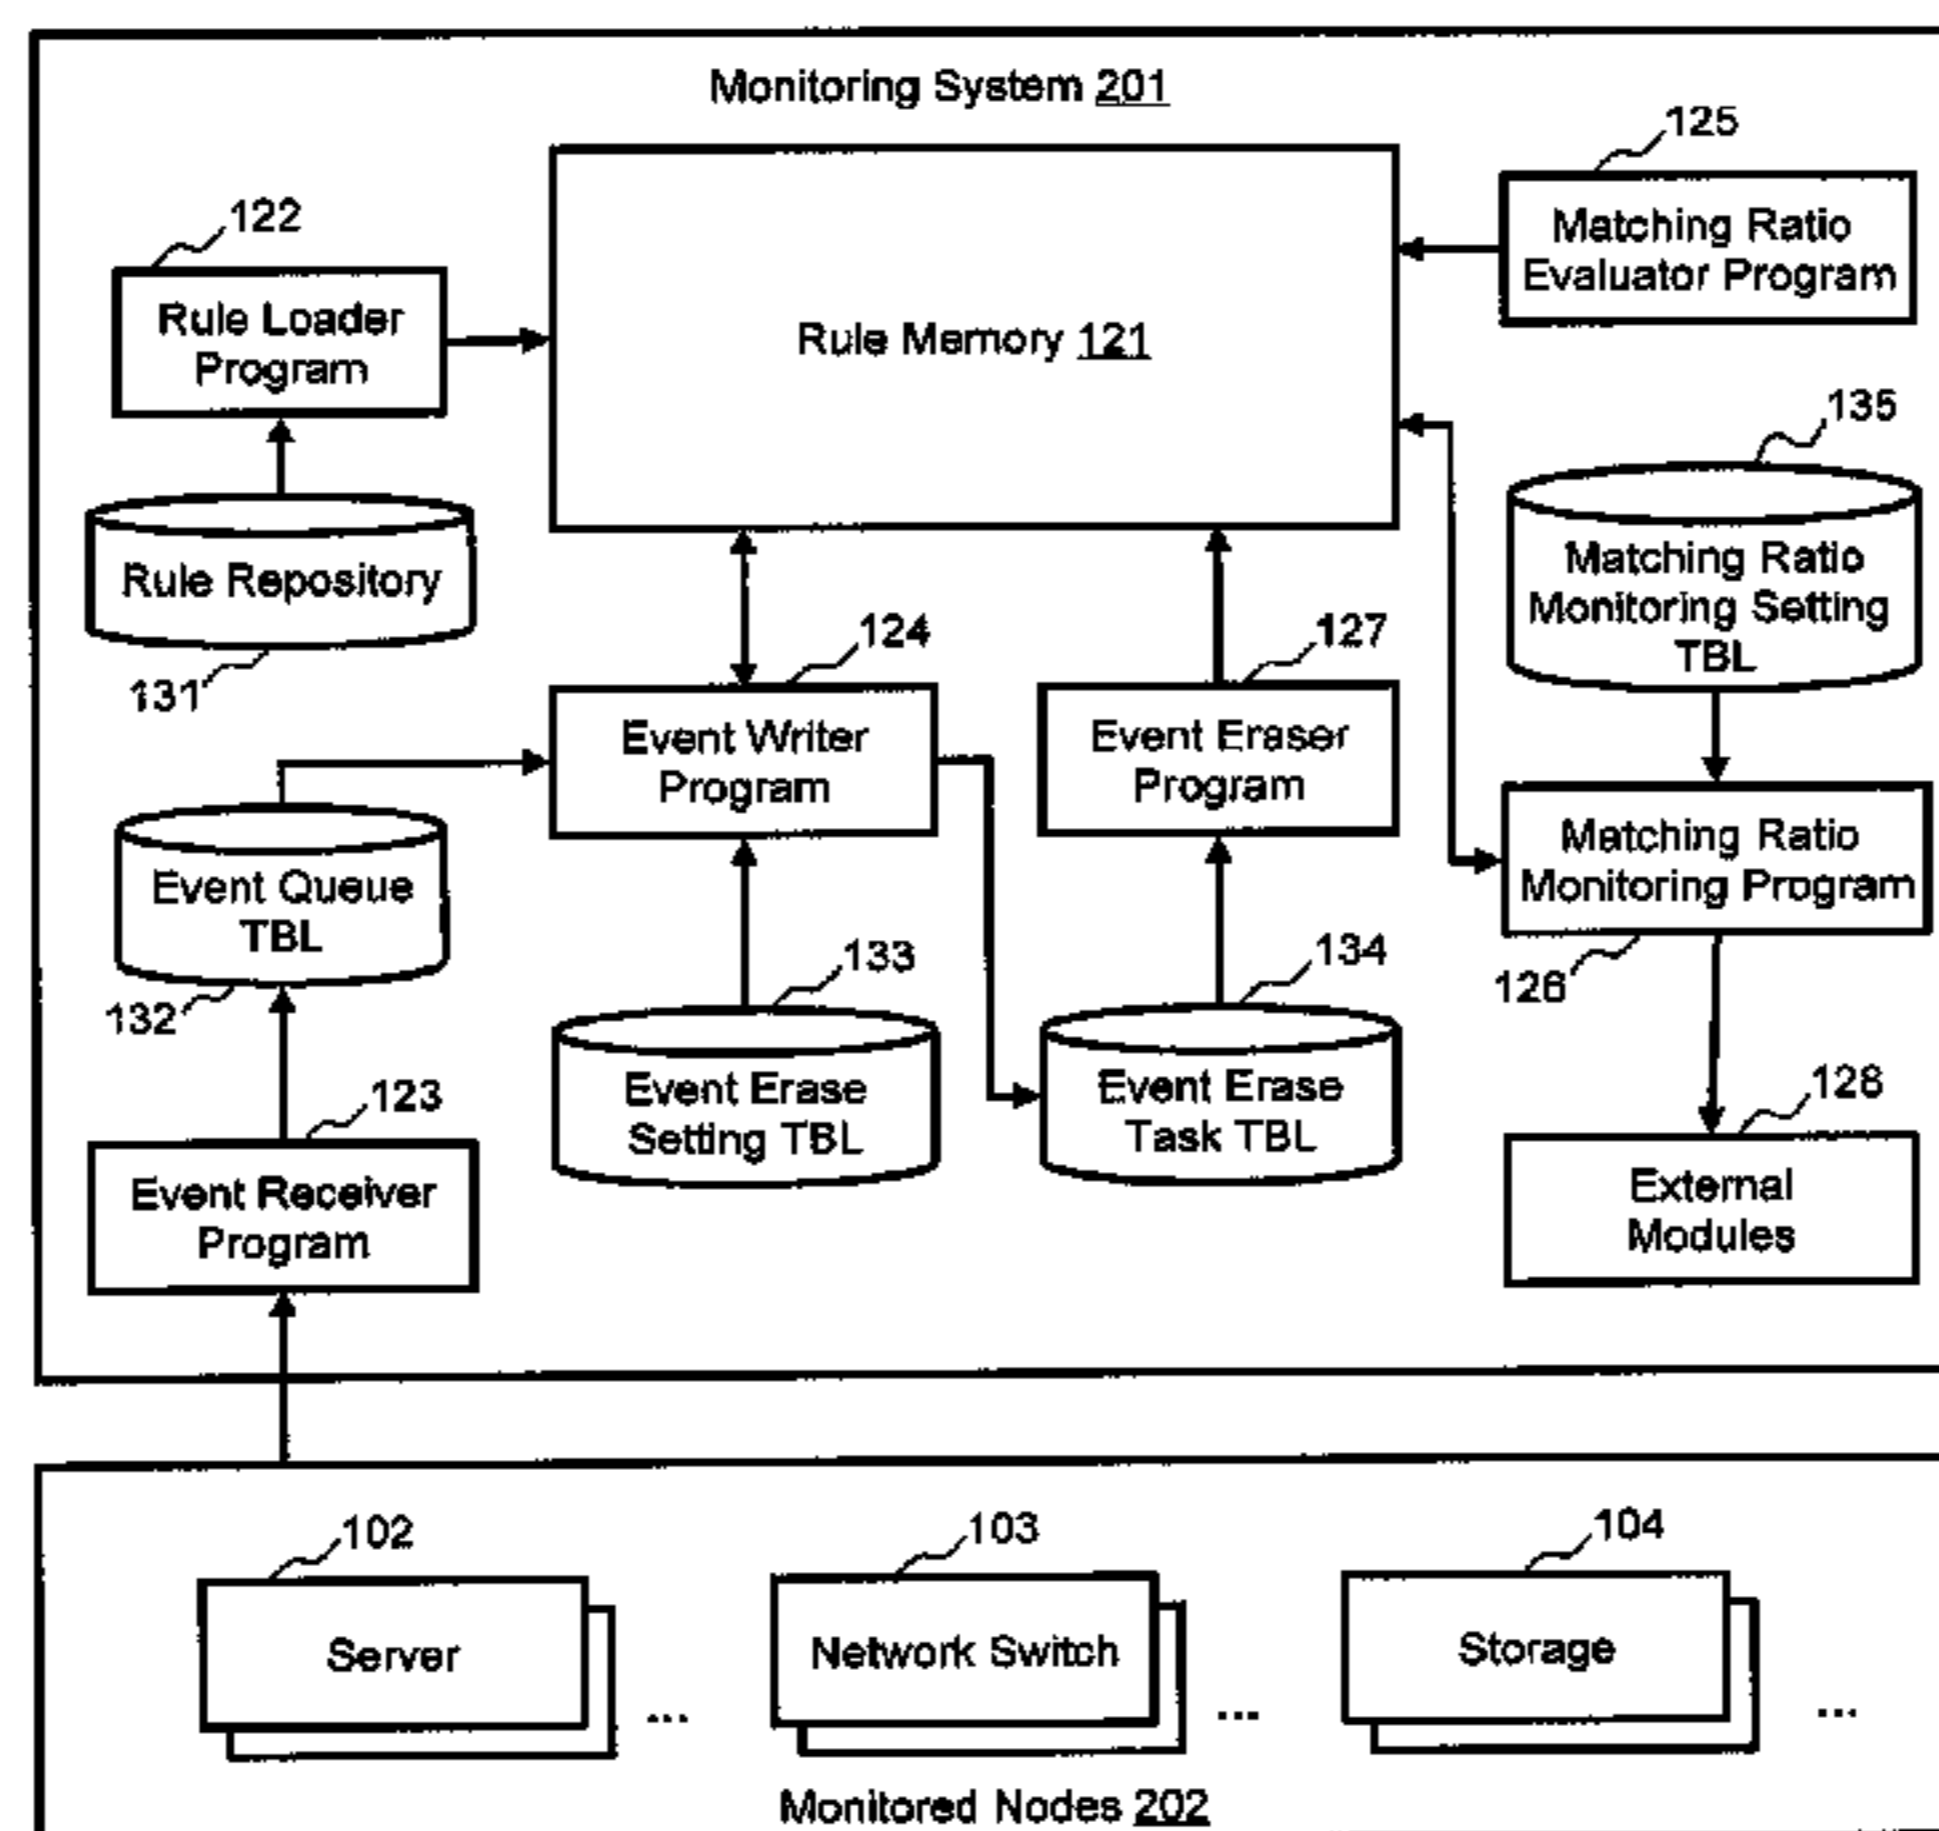 Monitoring System 201
125
Matching Ratio
Evaluator Program
122
Rule Loader
Program
Rule Memory 121
135
Matching Ratio
Monitoring Setting
TBL
Rule Repository
131
124
127
Event Writer
Program
Event Eraser
Program
Event Queue
TBL
132
Matching Ratio
Monitoring Program
126
133
134
Event Erase
Setting TBL
Event Erase
Task TBL
123
Event Receiver
Program
128
External
Modules
102
103
104
Server
...
Network Switch
...
Storage
...
Monitored Nodes 202